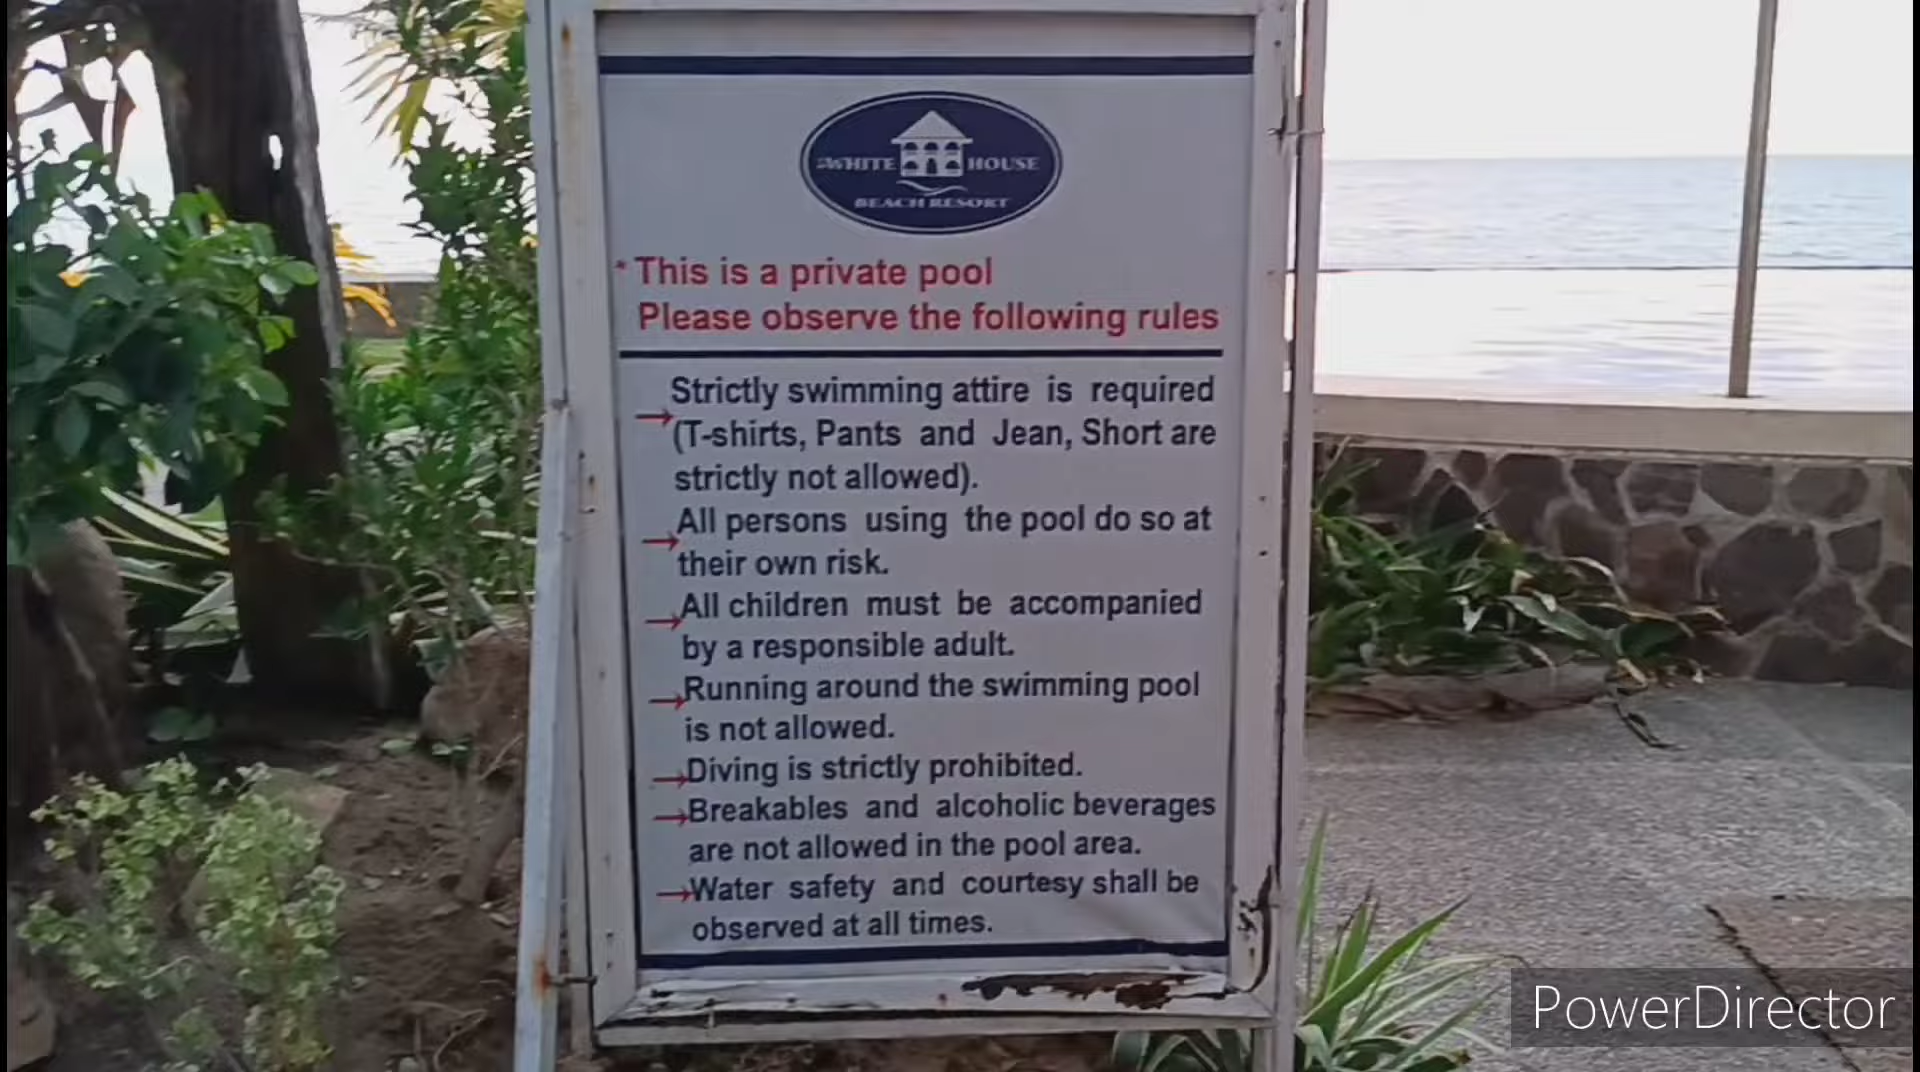 THE WHITE HOUSE
BEACH RESORT
* This is a private pool
Please observe the following rules
→Strictly swimming attire is required
(T-shirts, Pants and Jean, Short are
strictly not allowed).
→All persons using the pool do so at
their own risk.
→All children must be accompanied
by a responsible adult.
→Running around the swimming pool
is not allowed.
→Diving is strictly prohibited.
→Breakables and alcoholic beverages
are not allowed in the pool area.
→Water safety and courtesy shall be
observed at all times.
PowerDirector